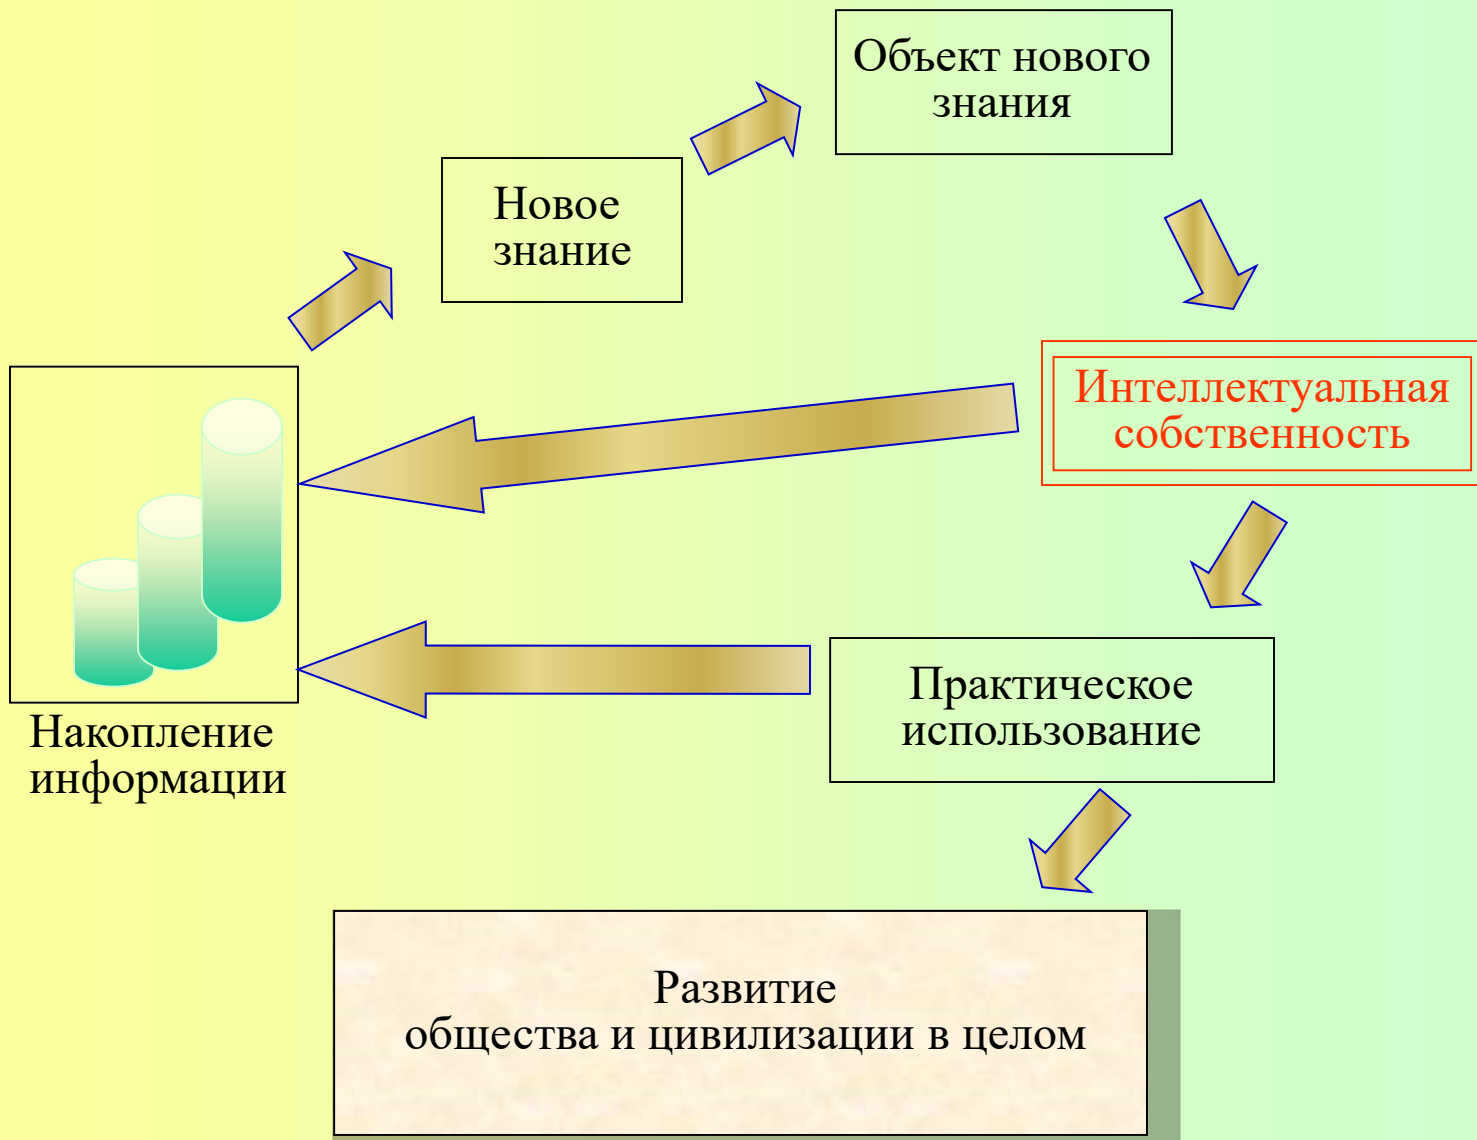 Объект нового
знания
Новое
знание
Интеллектуальная
собственность
Практическое
использование
Накопление
информации
Развитие
общества и цивилизации в целом